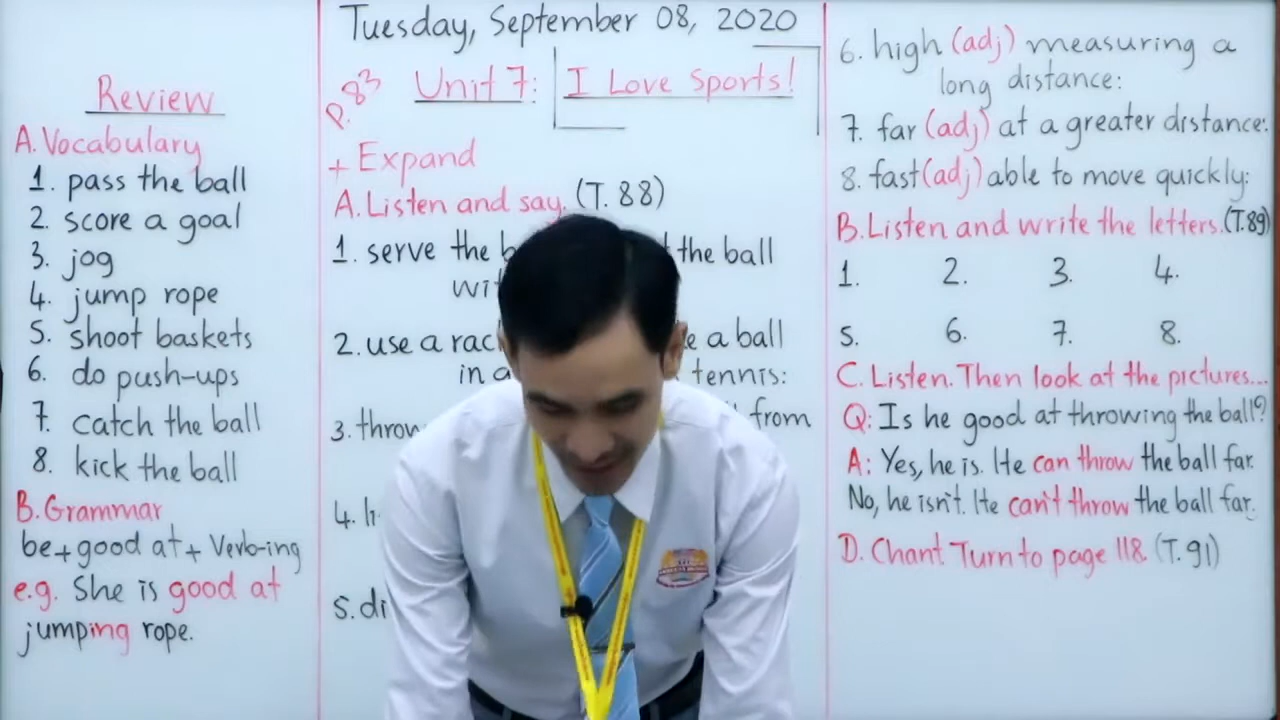 Tuesday, September 08, 2020
Review
A. Vocabulary
1. pass the ball
2. score a goal
3. jog
4. jump rope
5. shoot baskets
6. do push-ups
7. catch the ball
8. kick the ball
B. Grammar
be + good at + Verb-ing
e.g. She is good at
jumping rope.
P. 83
Unit 7: I Love Sports!
+ Expand
A. Listen and say. (T. 88)
1. serve the the ball
2. use a a ball
in tennis:
3. from
4.
5.
6. high (adj) measuring a
long distance:
7. far (adj) at a greater distance:
8. fast (adj) able to move quickly:
B. Listen and write the letters. (T. 89)
1. 2. 3. 4.
5. 6. 7. 8.
C. Listen. Then look at the pictures...
Q: Is he good at throwing the ball?
A: Yes, he is. He can throw the ball far.
No, he isn't. He can't throw the ball far.
D. Chant Turn to page 118. (T. 91)